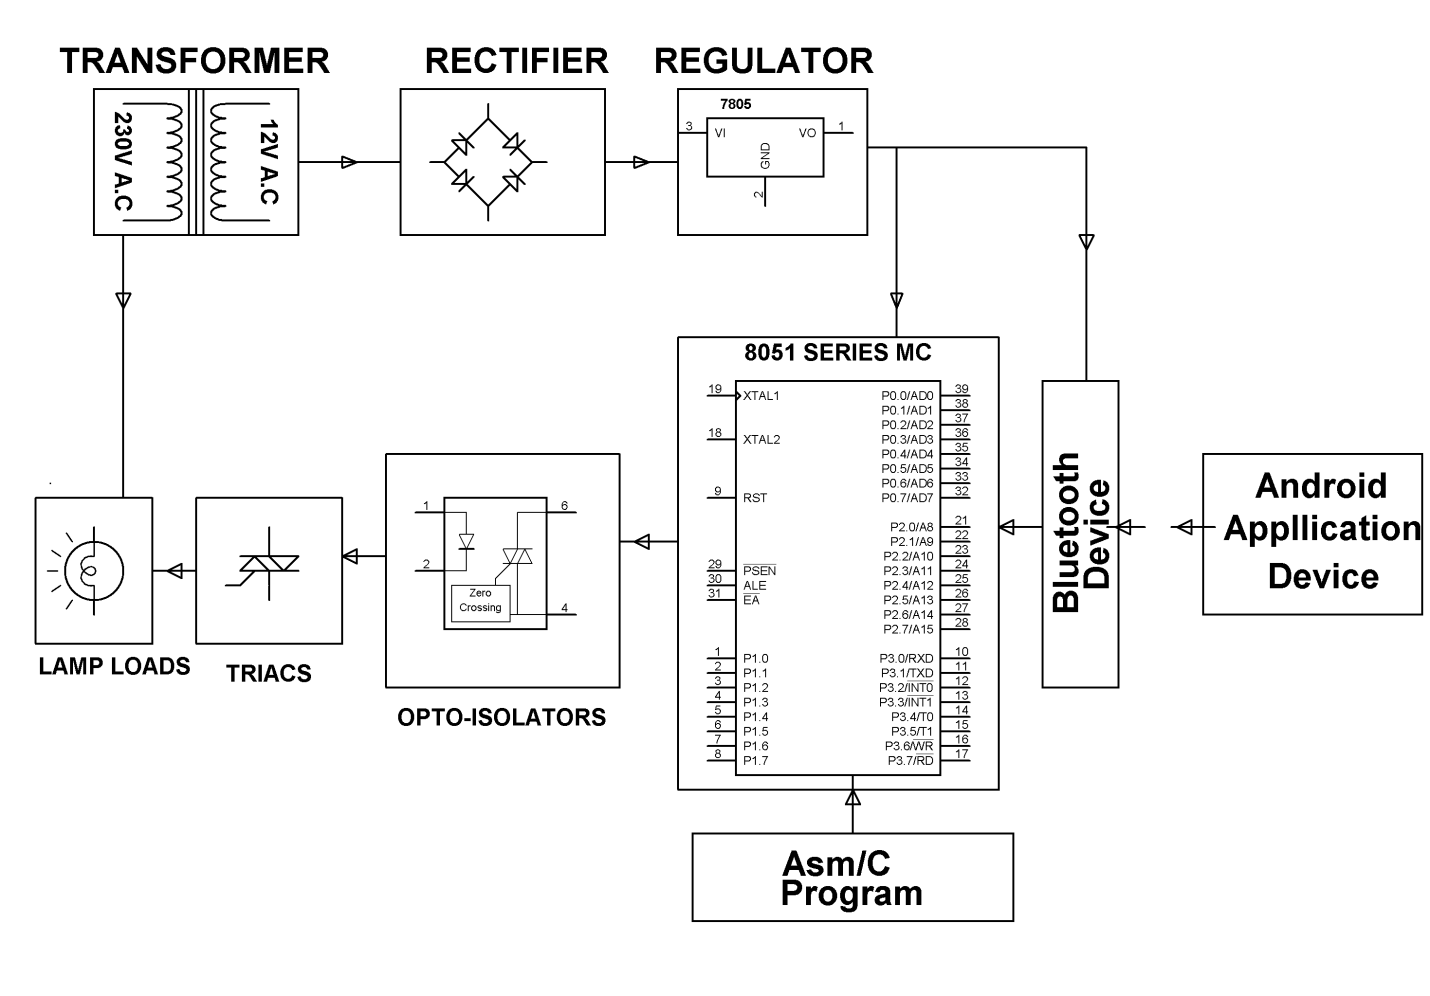 TRANSFORMER
RECTIFIER
REGULATOR
230V A.C
12V A.C
7805
3
VI
VO
1
GND
2
8051 SERIES MC
19
XTAL1
18
XTAL2
9
RST
29
PSEN
30
ALE
31
EA
1
P1.0
2
P1.1
3
P1.2
4
P1.3
5
P1.4
6
P1.5
7
P1.6
8
P1.7
P0.0/AD0
39
P0.1/AD1
38
P0.2/AD2
37
P0.3/AD3
36
P0.4/AD4
35
P0.5/AD5
34
P0.6/AD6
33
P0.7/AD7
32
P2.0/A8
21
P2.1/A9
22
P2.2/A10
23
P2.3/A11
24
P2.4/A12
25
P2.5/A13
26
P2.6/A14
27
P2.7/A15
28
P3.0/RXD
10
P3.1/TXD
11
P3.2/INT0
12
P3.3/INT1
13
P3.4/T0
14
P3.5/T1
15
P3.6/WR
16
P3.7/RD
17
Bluetooth
Device
Android
Appllication
Device
1
2
6
4
Zero
Crossing
OPTO-ISOLATORS
TRIACS
LAMP LOADS
Asm/C
Program